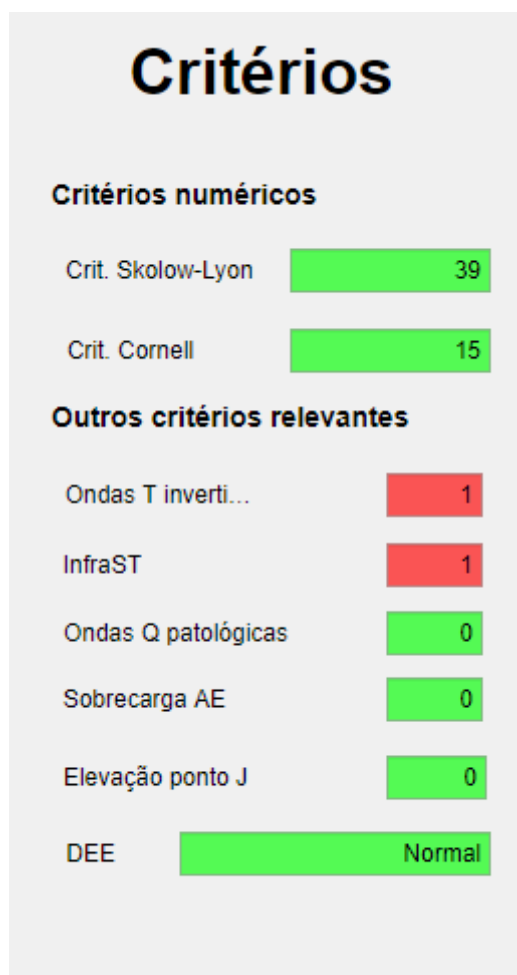 Critérios
Critérios numéricos
Crit. Skolow-Lyon 39
Crit. Cornell 15
Outros critérios relevantes
Ondas T inverti... 1
InfraST 1
Ondas Q patológicas 0
Sobrecarga AE 0
Elevação ponto J 0
DEE Normal